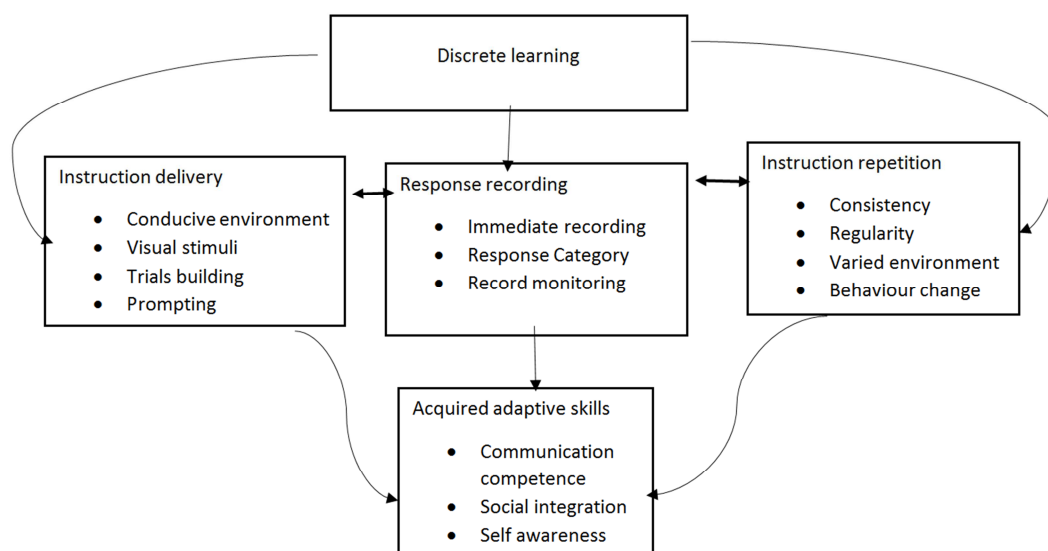 Discrete learning
Instruction delivery
• Conducive environment
• Visual stimuli
• Trials building
• Prompting
Response recording
• Immediate recording
• Response Category
• Record monitoring
Instruction repetition
• Consistency
• Regularity
• Varied environment
• Behaviour change
Acquired adaptive skills
• Communication
competence
• Social integration
• Self awareness